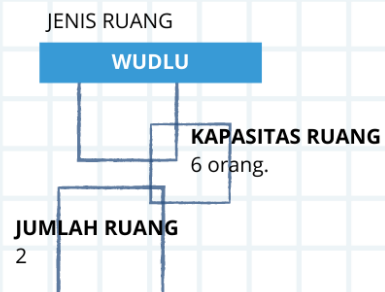 JENIS RUANG
WUDLU
KAPASITAS RUANG
6 orang.
JUMLAH RUANG
2